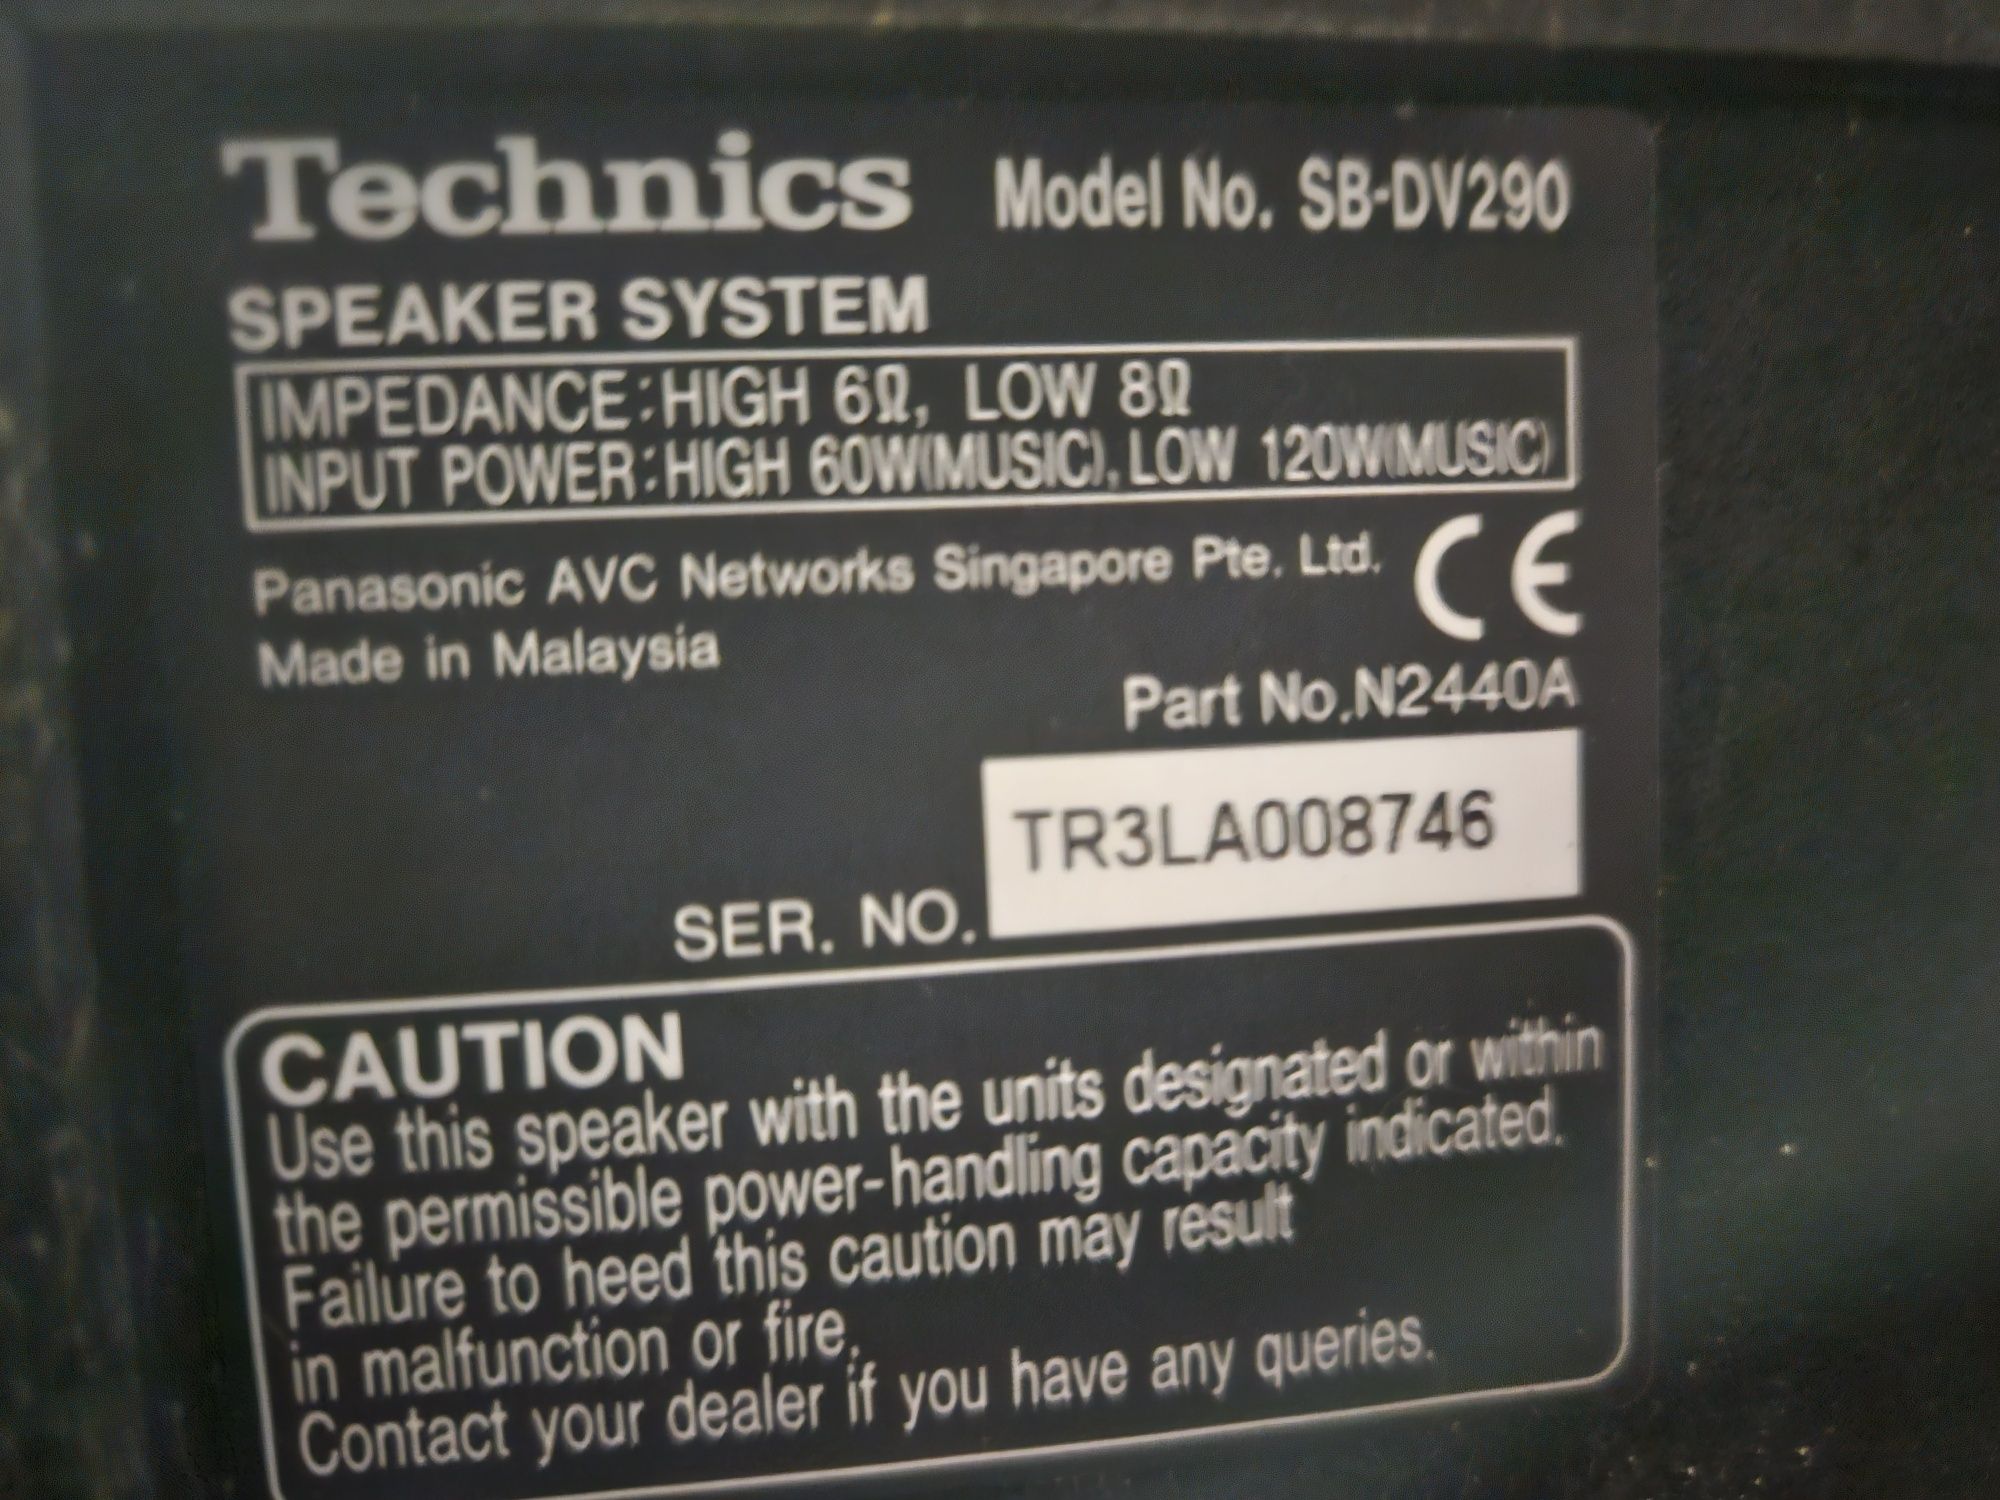 Technics Model No. SB-DV290
SPEAKER SYSTEM
IMPEDANCE:HIGH 6Ω, LOW 8Ω
INPUT POWER:HIGH 60W(MUSIC), LOW 120W(MUSIC)
Panasonic AVC Networks Singapore Pte. Ltd. CE
Made in Malaysia
Part No.N2440A
TR3LA008746
SER. NO.
CAUTION
Use this speaker with the units designated or within
the permissible power-handling capacity indicated.
Failure to heed this caution may result
in malfunction or fire.
Contact your dealer if you have any queries.